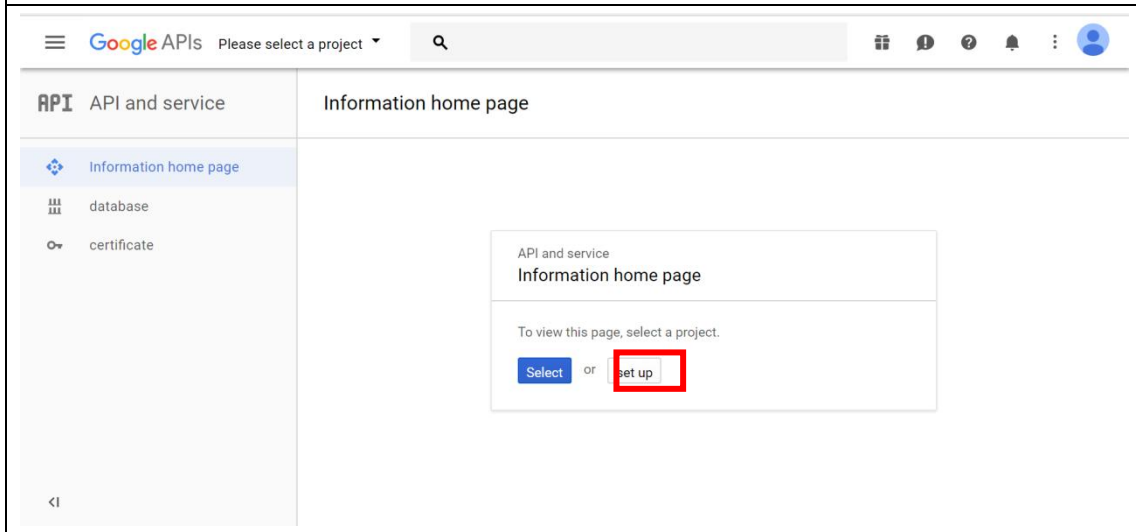 Google APIs Please select a project
API API and service
Information home page
Information home page
database
certificate
API and service
Information home page
To view this page, select a project.
Select or set up